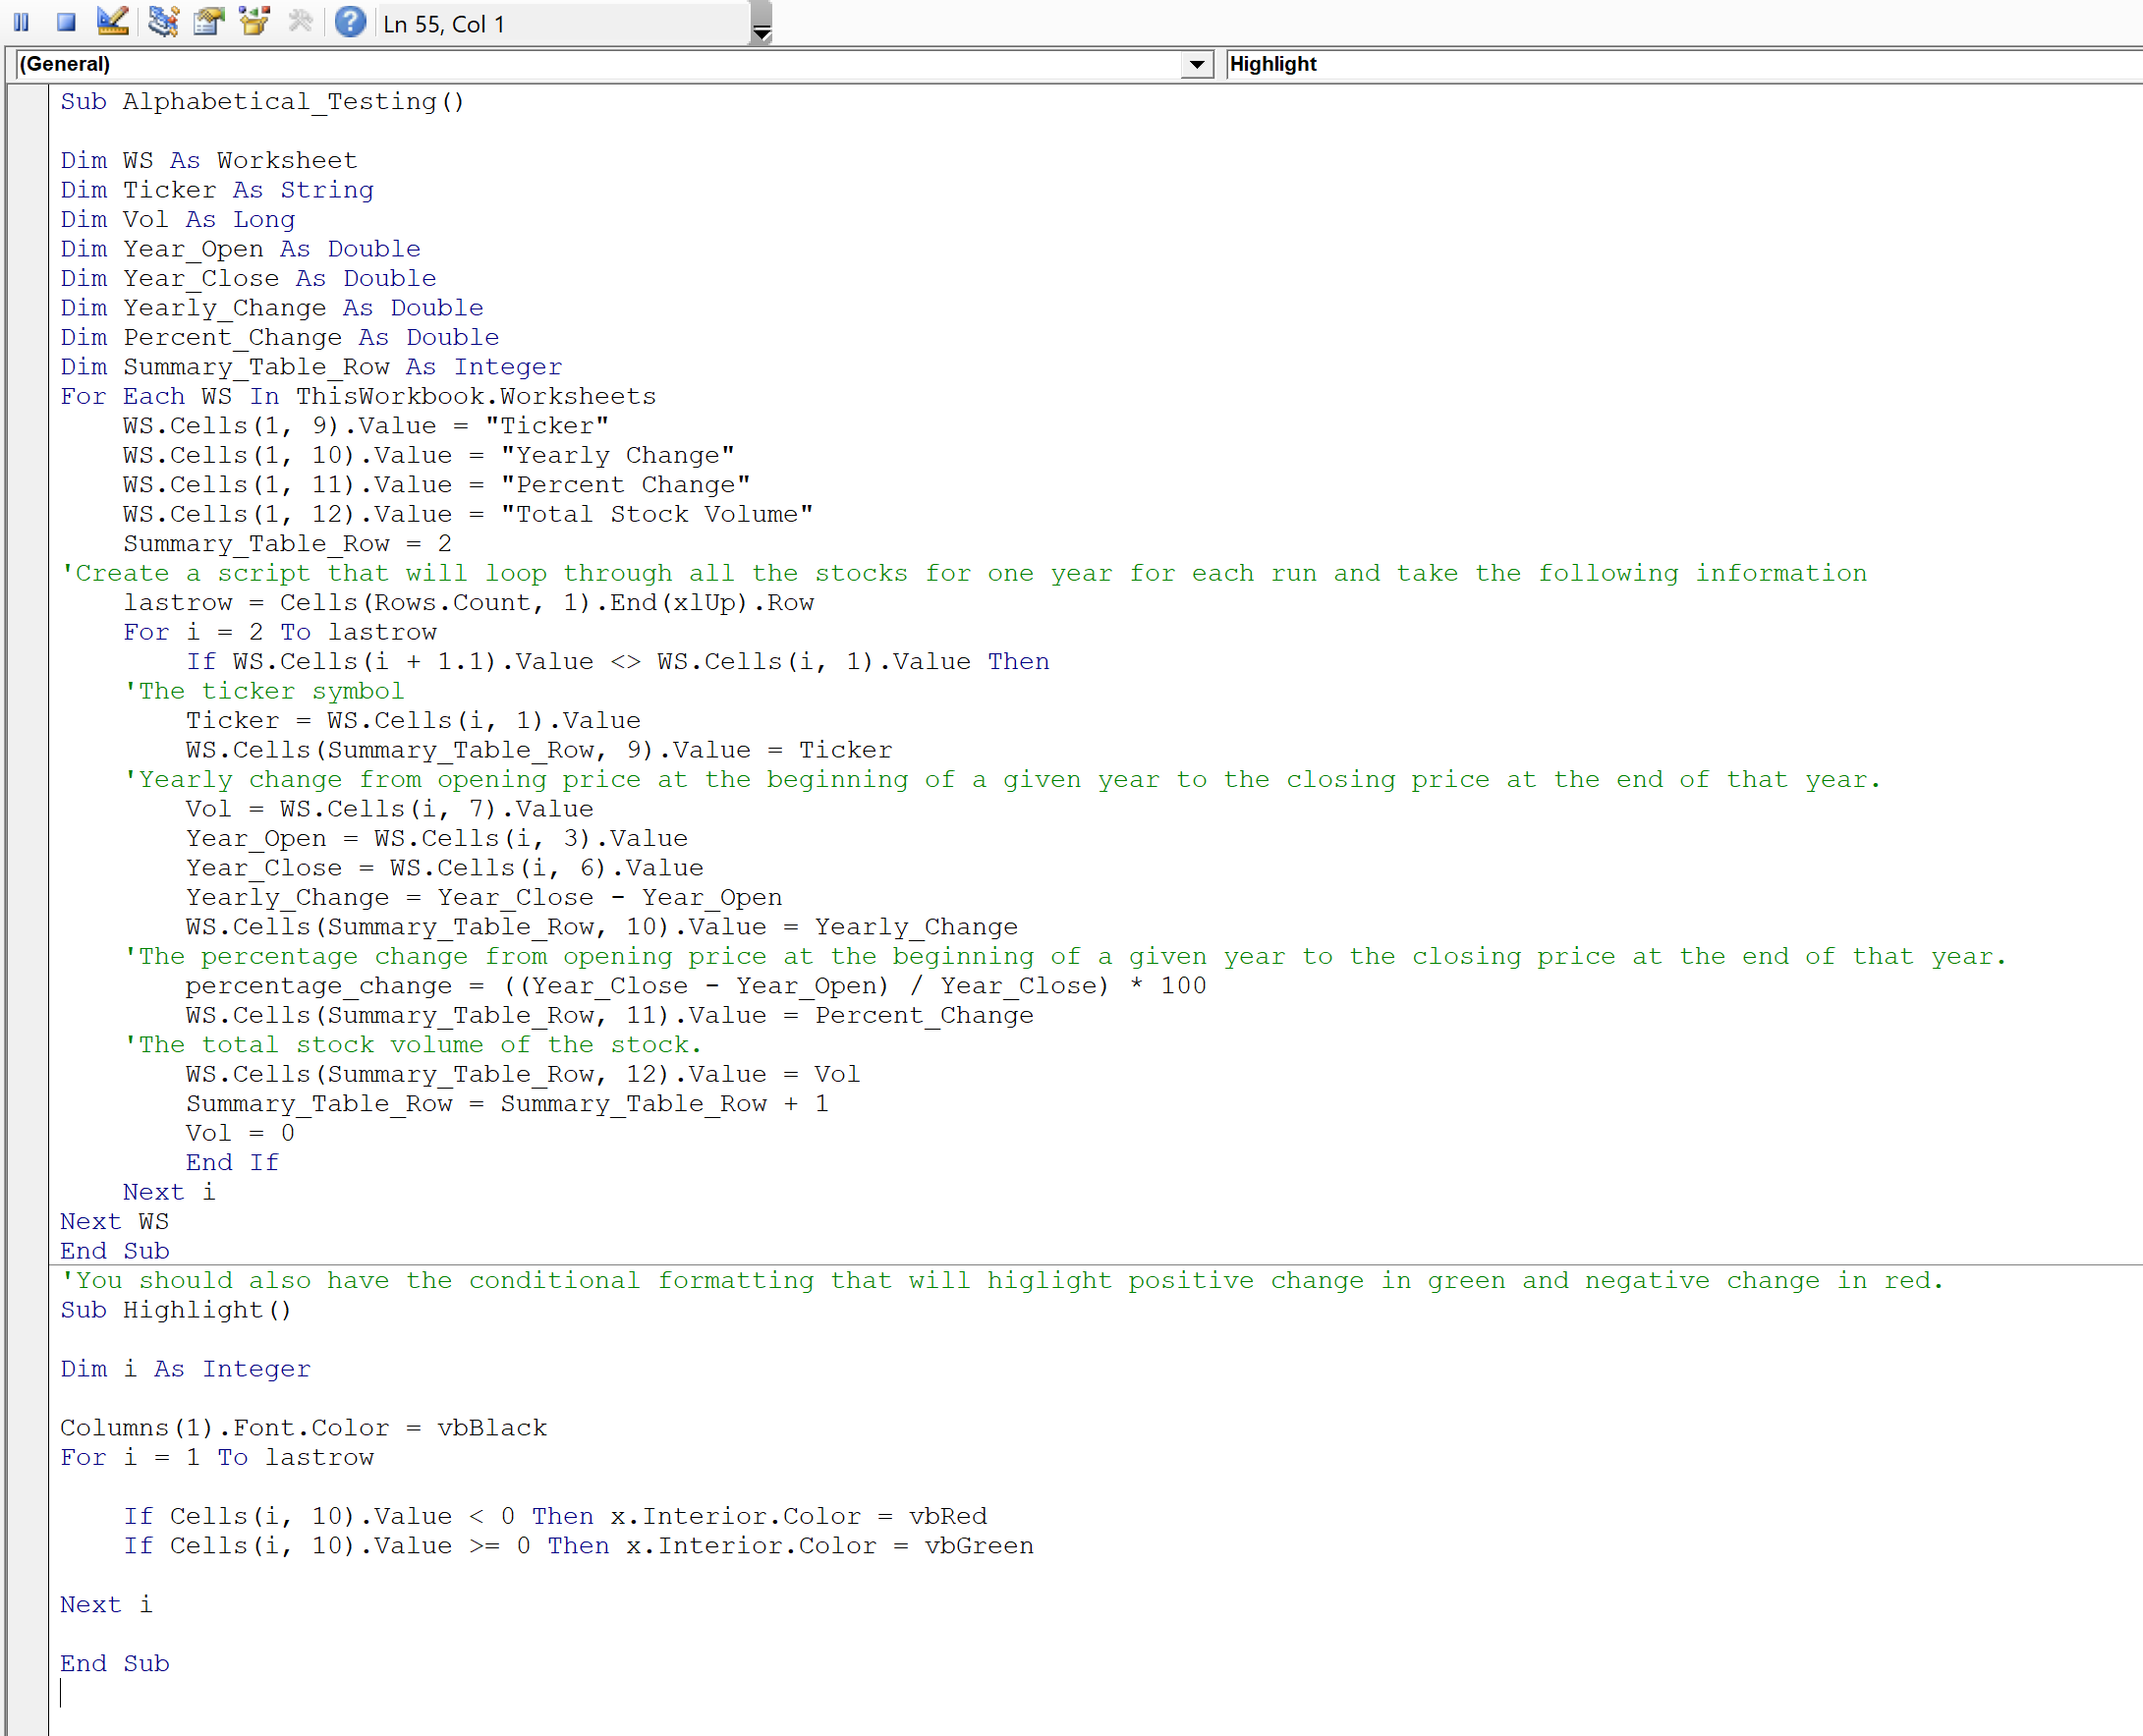 Ln 55, Col 1
(General) Highlight
Sub Alphabetical_Testing()
Dim WS As Worksheet
Dim Ticker As String
Dim Vol As Long
Dim Year_Open As Double
Dim Year_Close As Double
Dim Yearly_Change As Double
Dim Percent_Change As Double
Dim Summary_Table_Row As Integer
For Each WS In ThisWorkbook.Worksheets
    WS.Cells(1, 9).Value = "Ticker"
    WS.Cells(1, 10).Value = "Yearly Change"
    WS.Cells(1, 11).Value = "Percent Change"
    WS.Cells(1, 12).Value = "Total Stock Volume"
    Summary_Table_Row = 2
'Create a script that will loop through all the stocks for one year for each run and take the following information
    lastrow = Cells(Rows.Count, 1).End(xlUp).Row
    For i = 2 To lastrow
        If WS.Cells(i + 1.1).Value <> WS.Cells(i, 1).Value Then
    'The ticker symbol
        Ticker = WS.Cells(i, 1).Value
        WS.Cells(Summary_Table_Row, 9).Value = Ticker
    'Yearly change from opening price at the beginning of a given year to the closing price at the end of that year.
        Vol = WS.Cells(i, 7).Value
        Year_Open = WS.Cells(i, 3).Value
        Year_Close = WS.Cells(i, 6).Value
        Yearly_Change = Year_Close - Year_Open
        WS.Cells(Summary_Table_Row, 10).Value = Yearly_Change
    'The percentage change from opening price at the beginning of a given year to the closing price at the end of that year.
        percentage_change = ((Year_Close - Year_Open) / Year_Close) * 100
        WS.Cells(Summary_Table_Row, 11).Value = Percent_Change
    'The total stock volume of the stock.
        WS.Cells(Summary_Table_Row, 12).Value = Vol
        Summary_Table_Row = Summary_Table_Row + 1
        Vol = 0
        End If
    Next i
Next WS
End Sub
'You should also have the conditional formatting that will higlight positive change in green and negative change in red.
Sub Highlight()
Dim i As Integer
Columns(1).Font.Color = vbBlack
For i = 1 To lastrow
    If Cells(i, 10).Value < 0 Then x.Interior.Color = vbRed
    If Cells(i, 10).Value >= 0 Then x.Interior.Color = vbGreen
Next i
End Sub